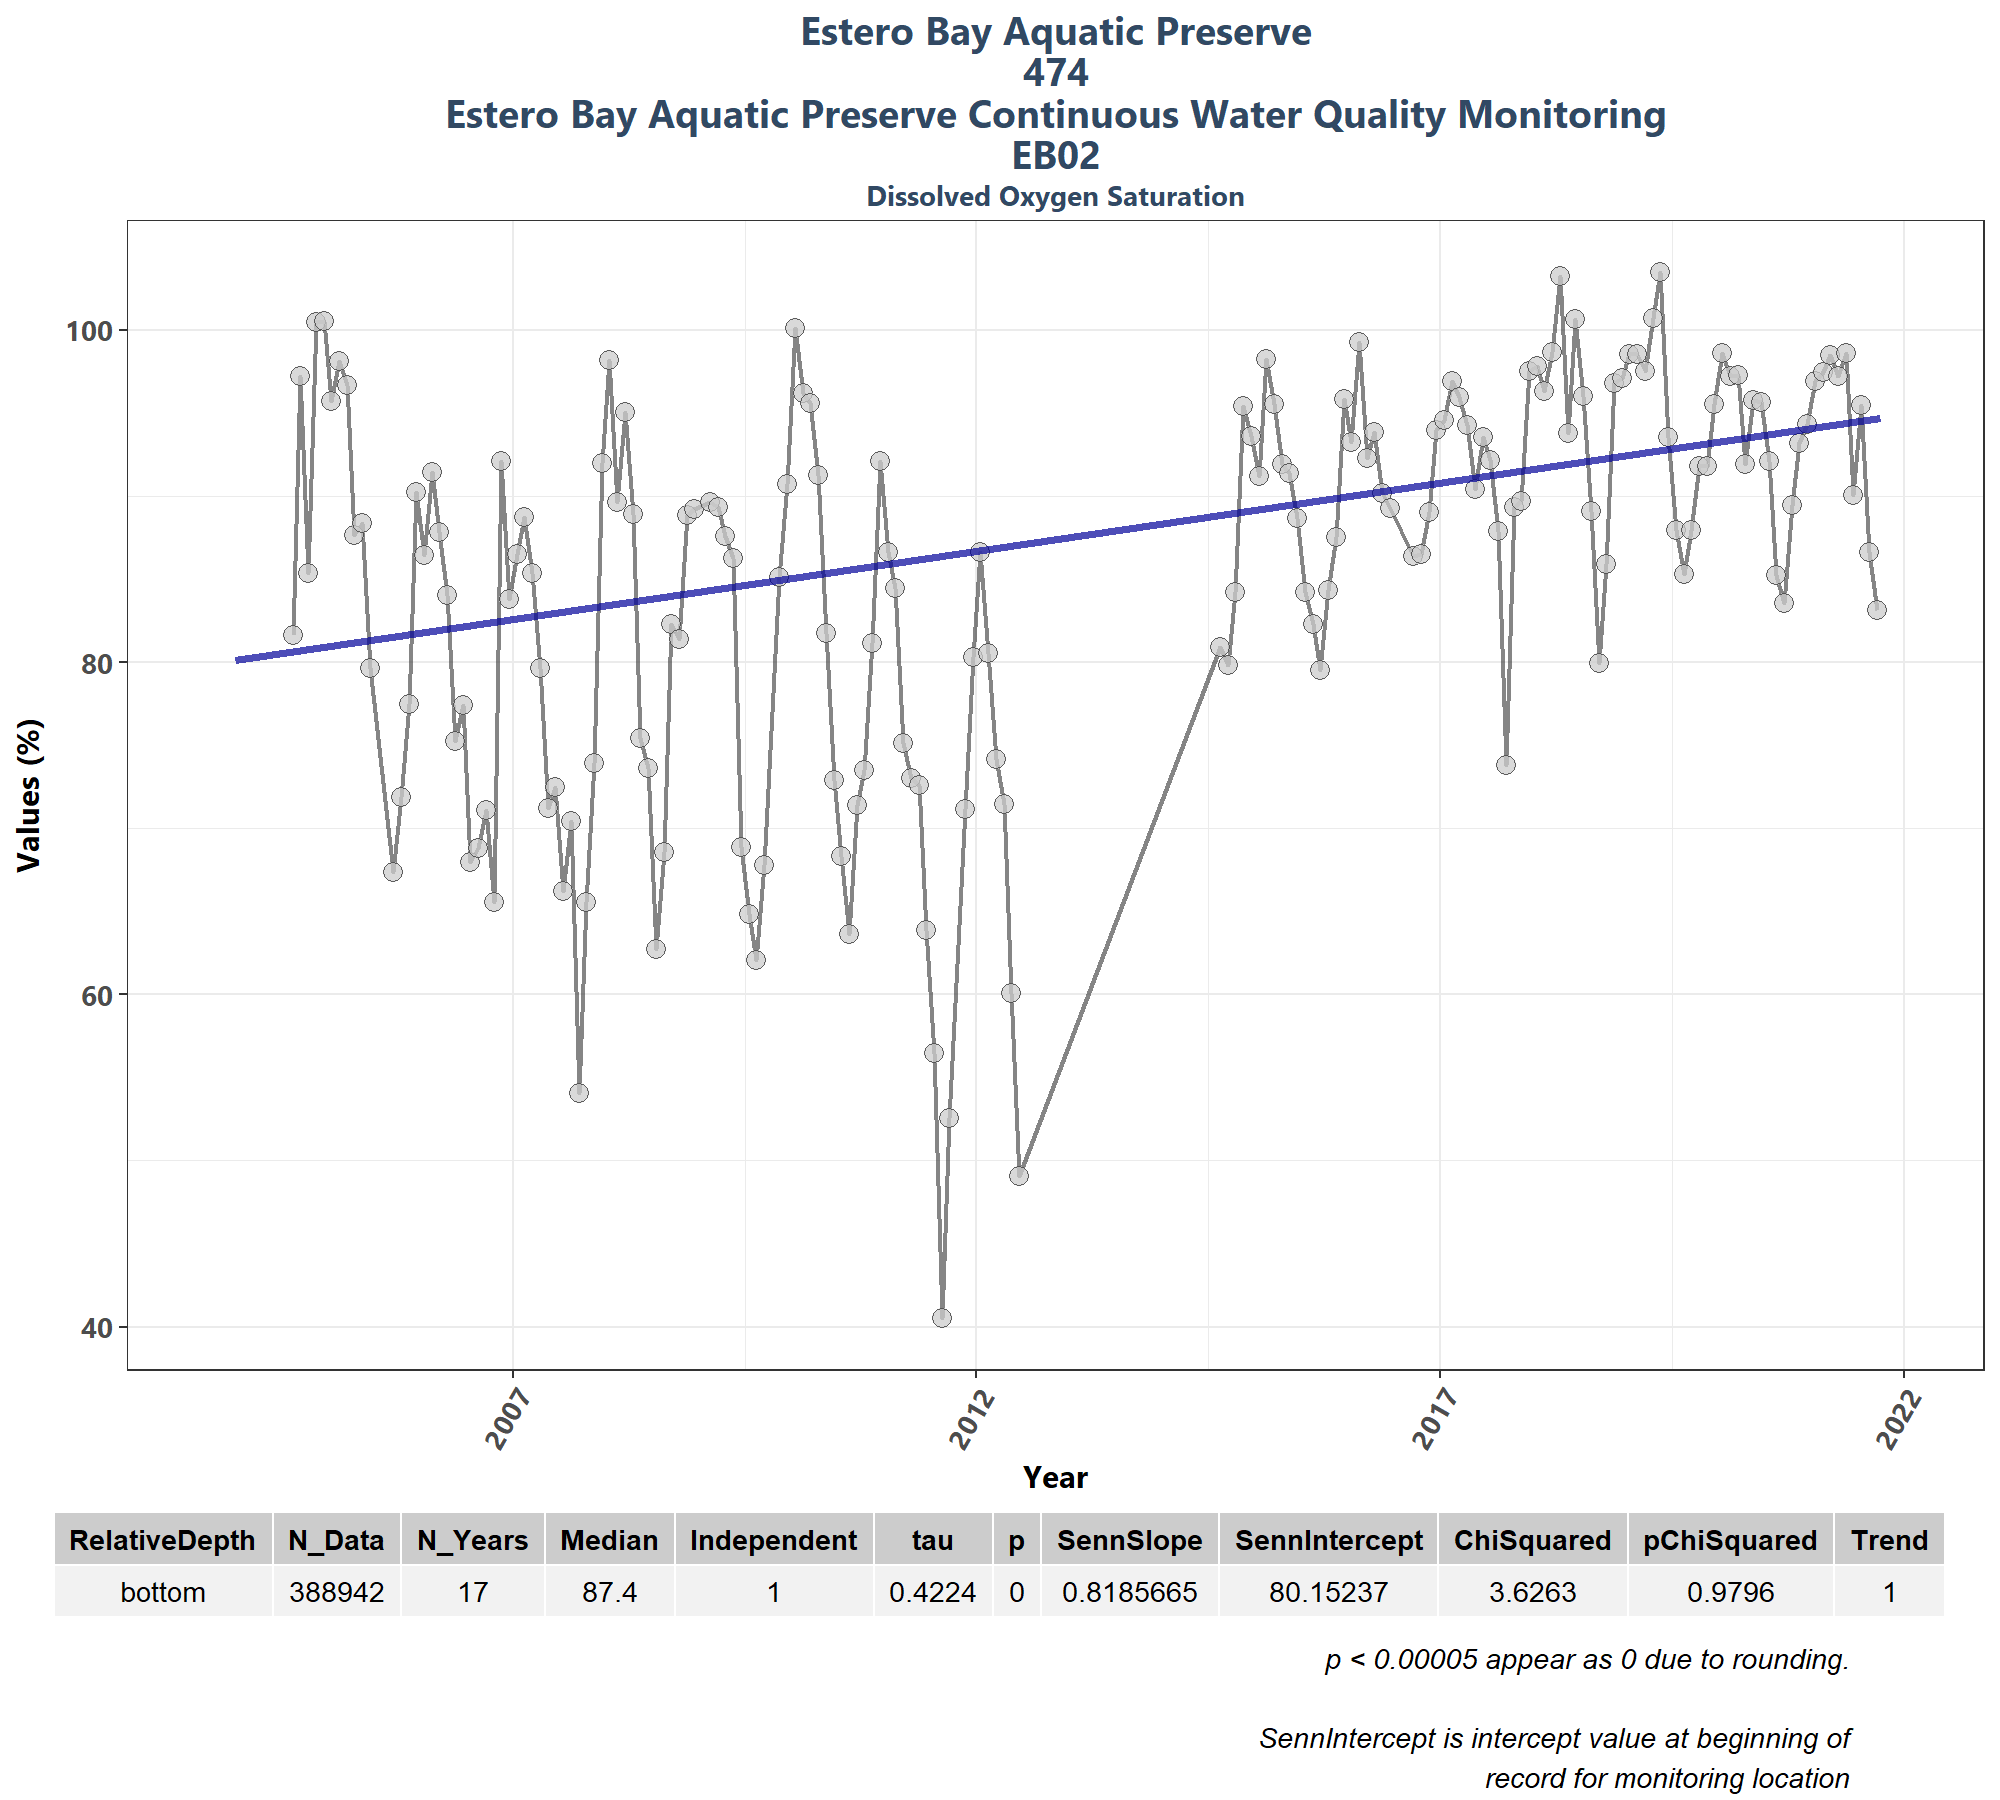 Estero Bay Aquatic Preserve
474
Estero Bay Aquatic Preserve Continuous Water Quality Monitoring
EB02
Dissolved Oxygen Saturation
Values (%)
100
80
60
40
2007 2012 2017 2022
Year
RelativeDepth N_Data N_Years Median Independent tau p SennSlope SennIntercept ChiSquared pChiSquared Trend
bottom 388942 17 87.4 1 0.4224 0 0.8185665 80.15237 3.6263 0.9796 1
p < 0.00005 appear as 0 due to rounding.
SennIntercept is intercept value at beginning of
record for monitoring location